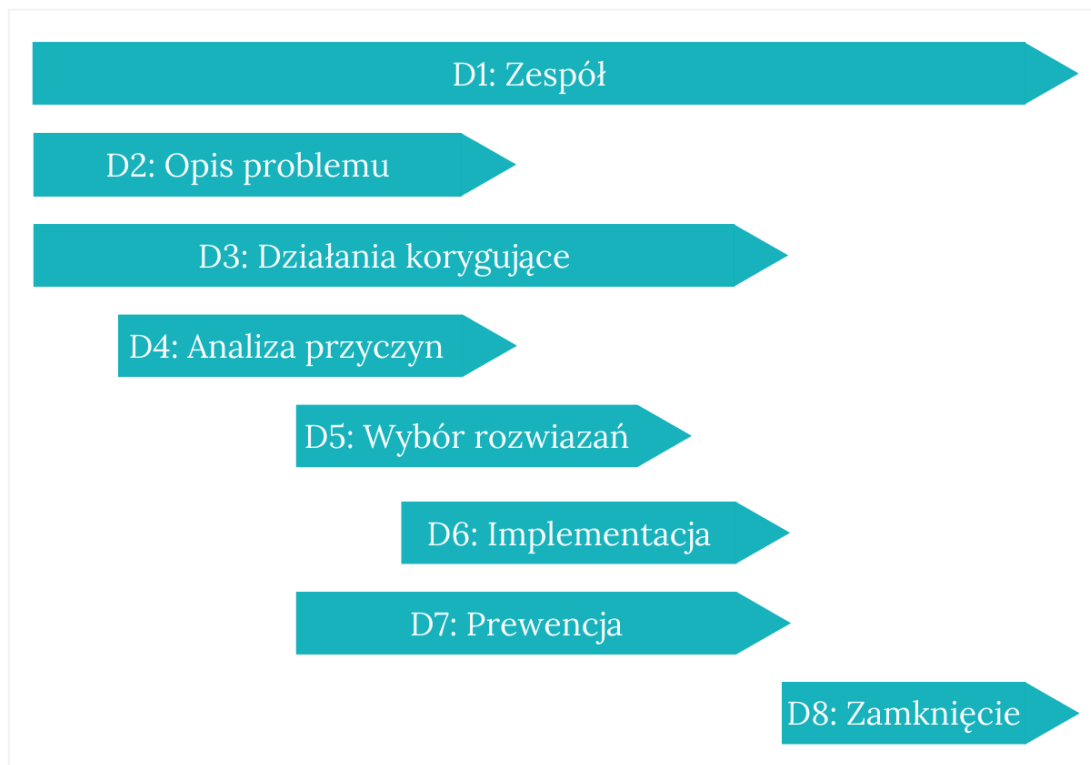 D1: Zespół
D2: Opis problemu
D3: Działania korygujące
D4: Analiza przyczyn
D5: Wybór rozwiazań
D6: Implementacja
D7: Prewencja
D8: Zamknięcie